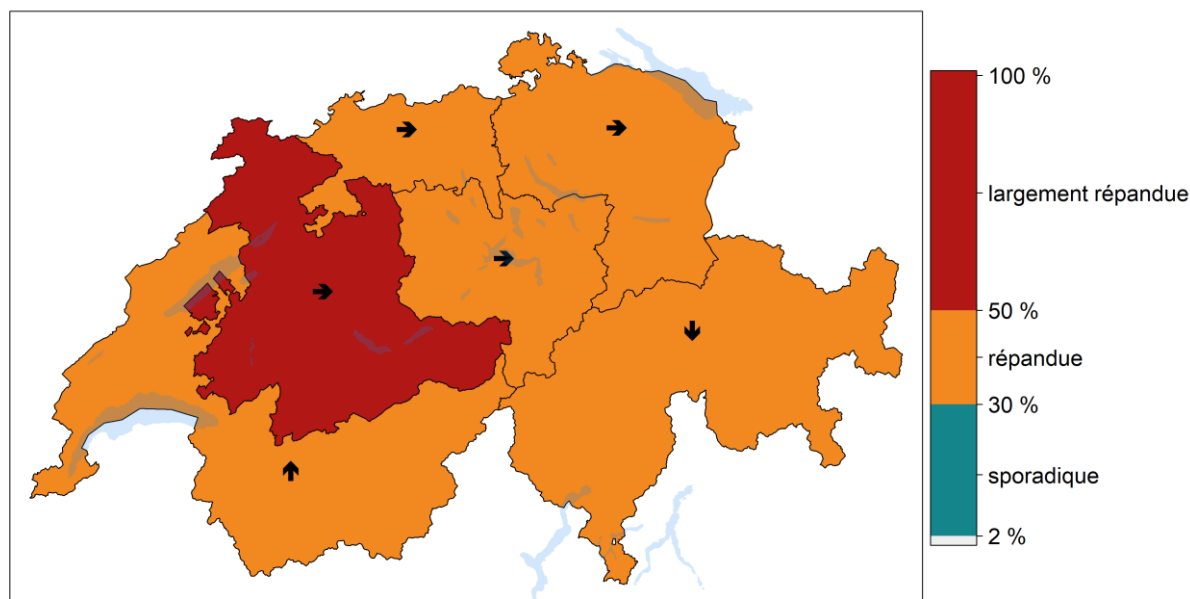 100 %
largement répandue
50 %
répandue
30 %
sporadique
2 %